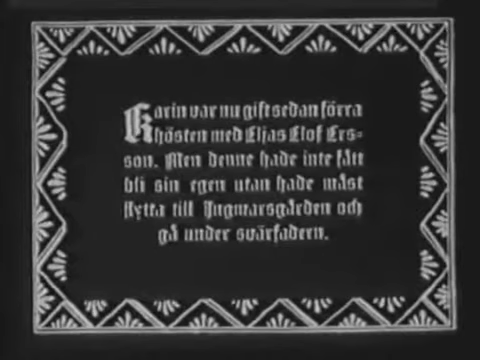 Karin var nu gift sedan förra
hösten med Eljas Elof Ers-
son. Men denne hade inte fått
bli sin egen utan hade måst
flytta till Ingmarsgården och
gå under svärfadern.